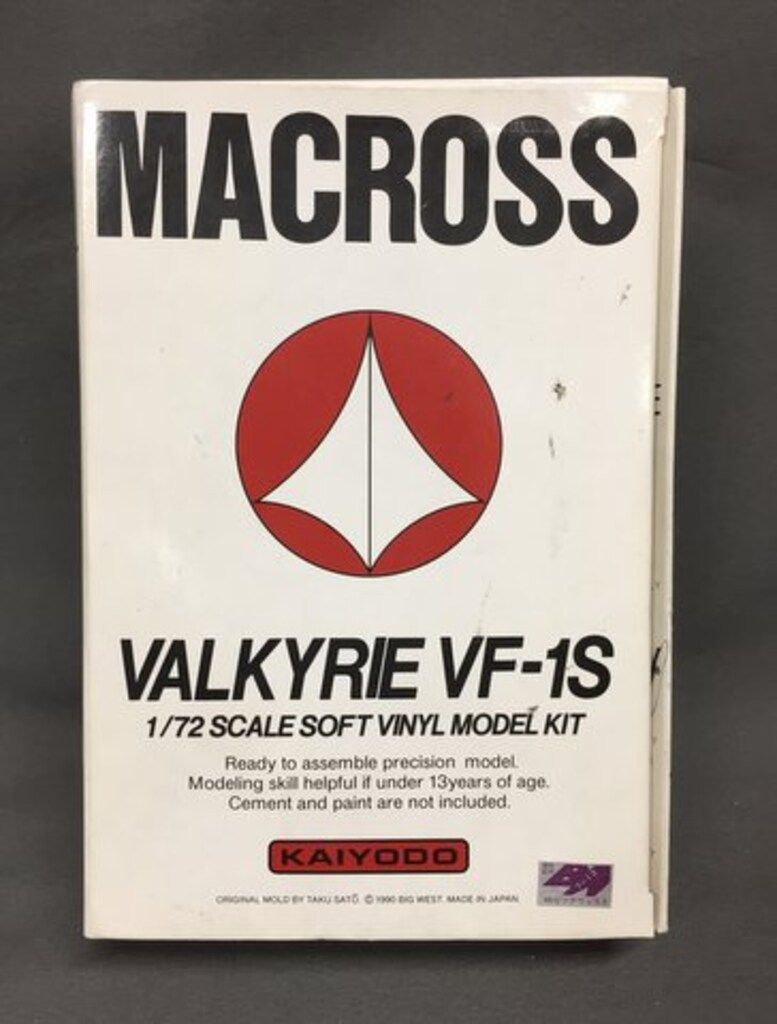 MACROSS
VALKYRIE VF-1S
1/72 SCALE SOFT VINYL MODEL KIT
Ready to assemble precision model.
Modeling skill helpful if under 13years of age.
Cement and paint are not included.
KAIYODO
ORIGINAL MOLD BY TAKU SATŌ. © 1990 BIG WEST. MADE IN JAPAN.